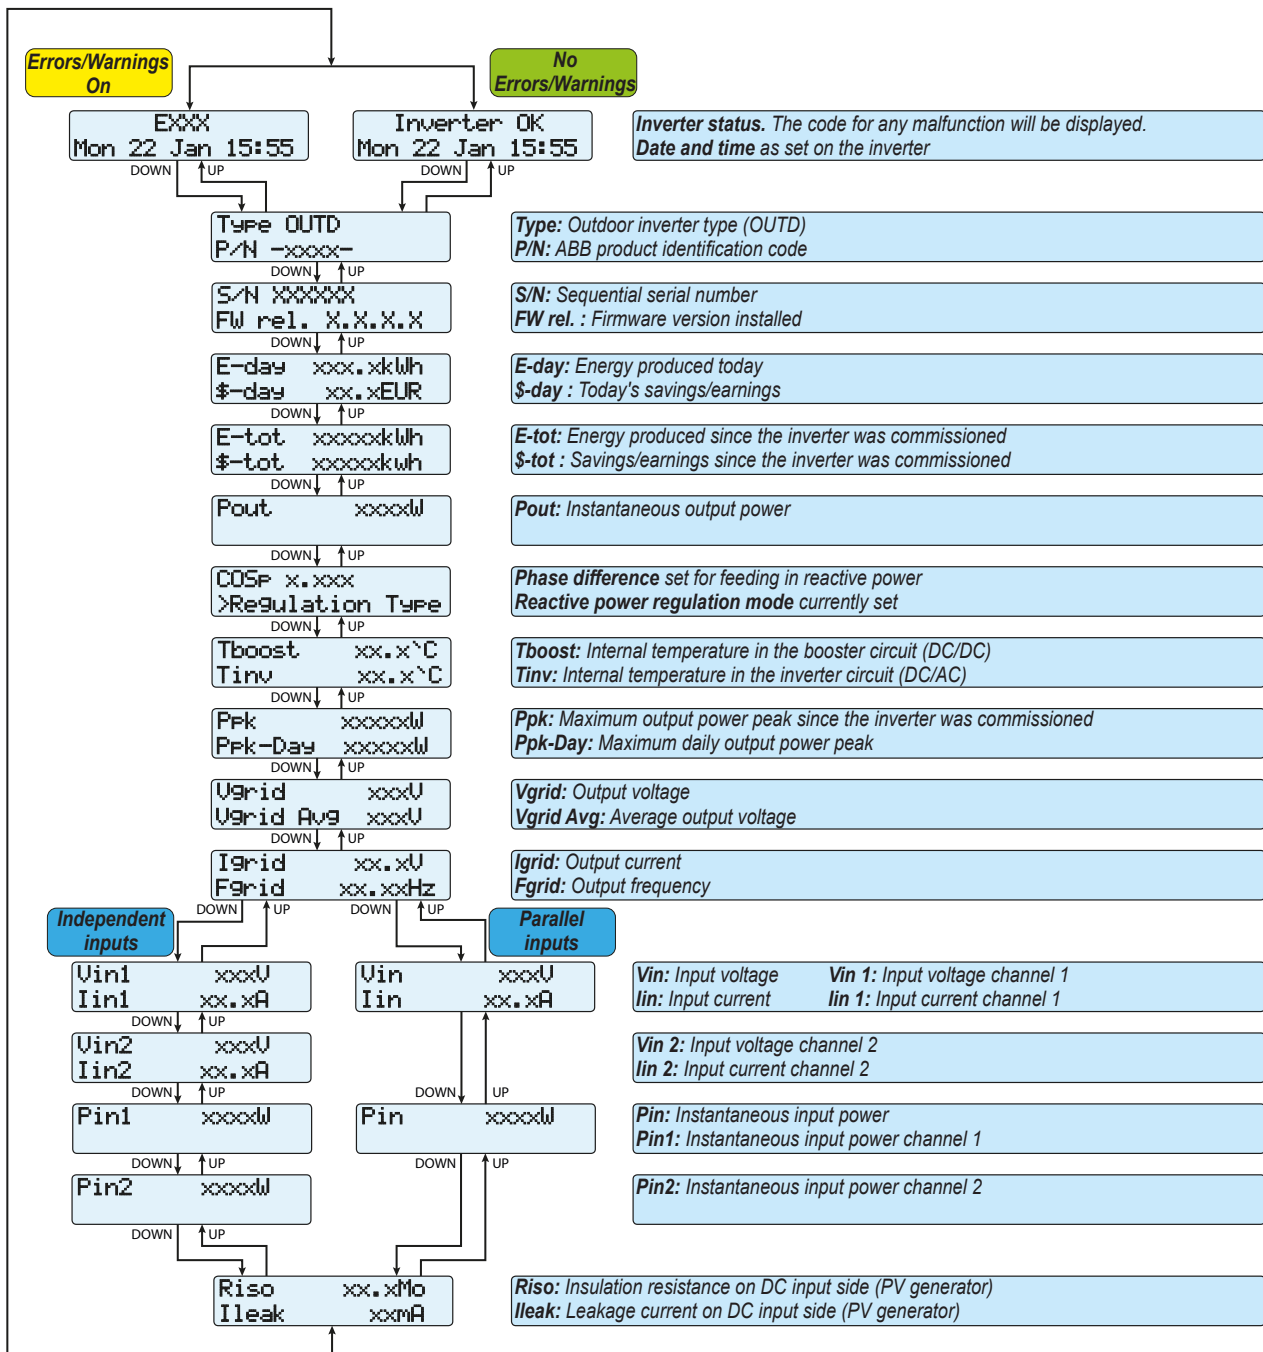 Errors/Warnings
On
No
Errors/Warnings
EXXX
Mon 22 Jan 15:55
Inverter OK
Mon 22 Jan 15:55
Inverter status. The code for any malfunction will be displayed.
Date and time as set on the inverter
DOWN UP
DOWN UP
Type OUTD
P/N -xxxx-
Type: Outdoor inverter type (OUTD)
P/N: ABB product identification code
DOWN UP
S/N XXXXXX
FW rel. X.X.X.X
S/N: Sequential serial number
FW rel. : Firmware version installed
DOWN UP
E-day xxx.xkWh
$-day xx.xEUR
E-day: Energy produced today
$-day : Today's savings/earnings
DOWN UP
E-tot xxxxxkWh
$-tot xxxxxkwh
E-tot: Energy produced since the inverter was commissioned
$-tot : Savings/earnings since the inverter was commissioned
DOWN UP
Pout xxxxW
Pout: Instantaneous output power
DOWN UP
COSp x.xxx
>Regulation Type
Phase difference set for feeding in reactive power
Reactive power regulation mode currently set
DOWN UP
Tboost xx.x`C
Tinv xx.x`C
Tboost: Internal temperature in the booster circuit (DC/DC)
Tinv: Internal temperature in the inverter circuit (DC/AC)
DOWN UP
Ppk xxxxxW
Ppk-Day xxxxxW
Ppk: Maximum output power peak since the inverter was commissioned
Ppk-Day: Maximum daily output power peak
DOWN UP
Vgrid xxxV
Vgrid Avg xxxV
Vgrid: Output voltage
Vgrid Avg: Average output voltage
DOWN UP
Igrid xx.xV
Fgrid xx.xxHz
Igrid: Output current
Fgrid: Output frequency
DOWN UP
DOWN UP
Independent
inputs
Parallel
inputs
Vin1 xxxV
Iin1 xx.xA
Vin xxxV
Iin xx.xA
Vin: Input voltage Vin 1: Input voltage channel 1
Iin: Input current Iin 1: Input current channel 1
DOWN UP
Vin2 xxxV
Iin2 xx.xA
Vin 2: Input voltage channel 2
Iin 2: Input current channel 2
DOWN UP
DOWN UP
Pin1 xxxxW
Pin xxxxW
Pin: Instantaneous input power
Pin1: Instantaneous input power channel 1
DOWN UP
DOWN UP
Pin2 xxxxW
Pin2: Instantaneous input power channel 2
DOWN UP
Riso xx.xMo
Ileak xxmA
Riso: Insulation resistance on DC input side (PV generator)
Ileak: Leakage current on DC input side (PV generator)